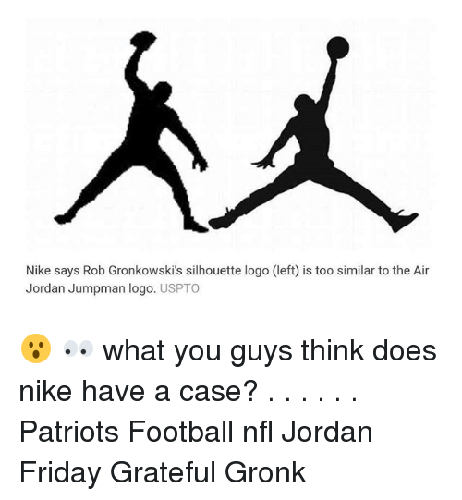 Nike says Rob Gronkowski's silhouette logo (left) is too similar to the Air
Jordan Jumpman logo. USPTO
😮 👀 what you guys think does
nike have a case? . . . . . .
Patriots Football nfl Jordan
Friday Grateful Gronk